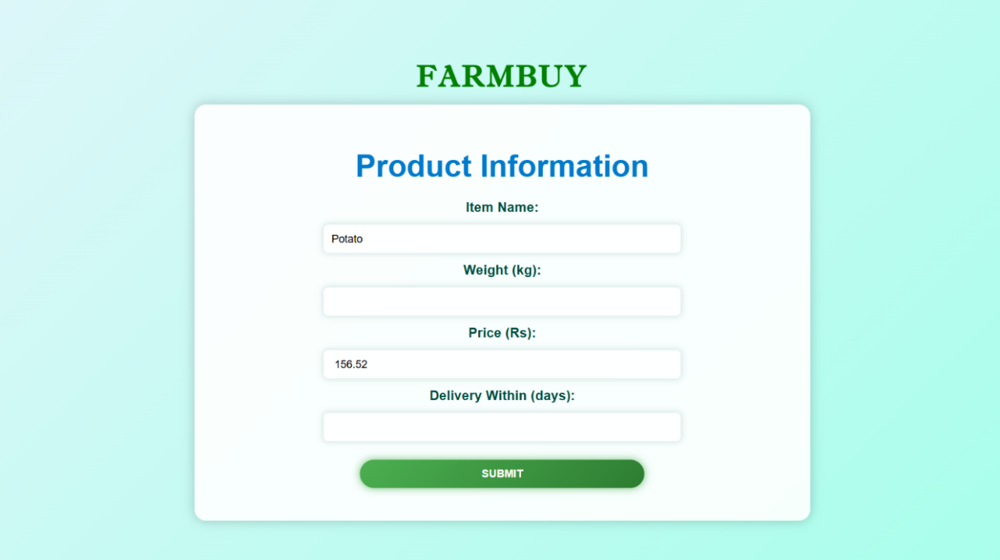 FARMBUY
Product Information
Item Name:
Potato
Weight (kg):
Price (Rs):
156.52
Delivery Within (days):
SUBMIT